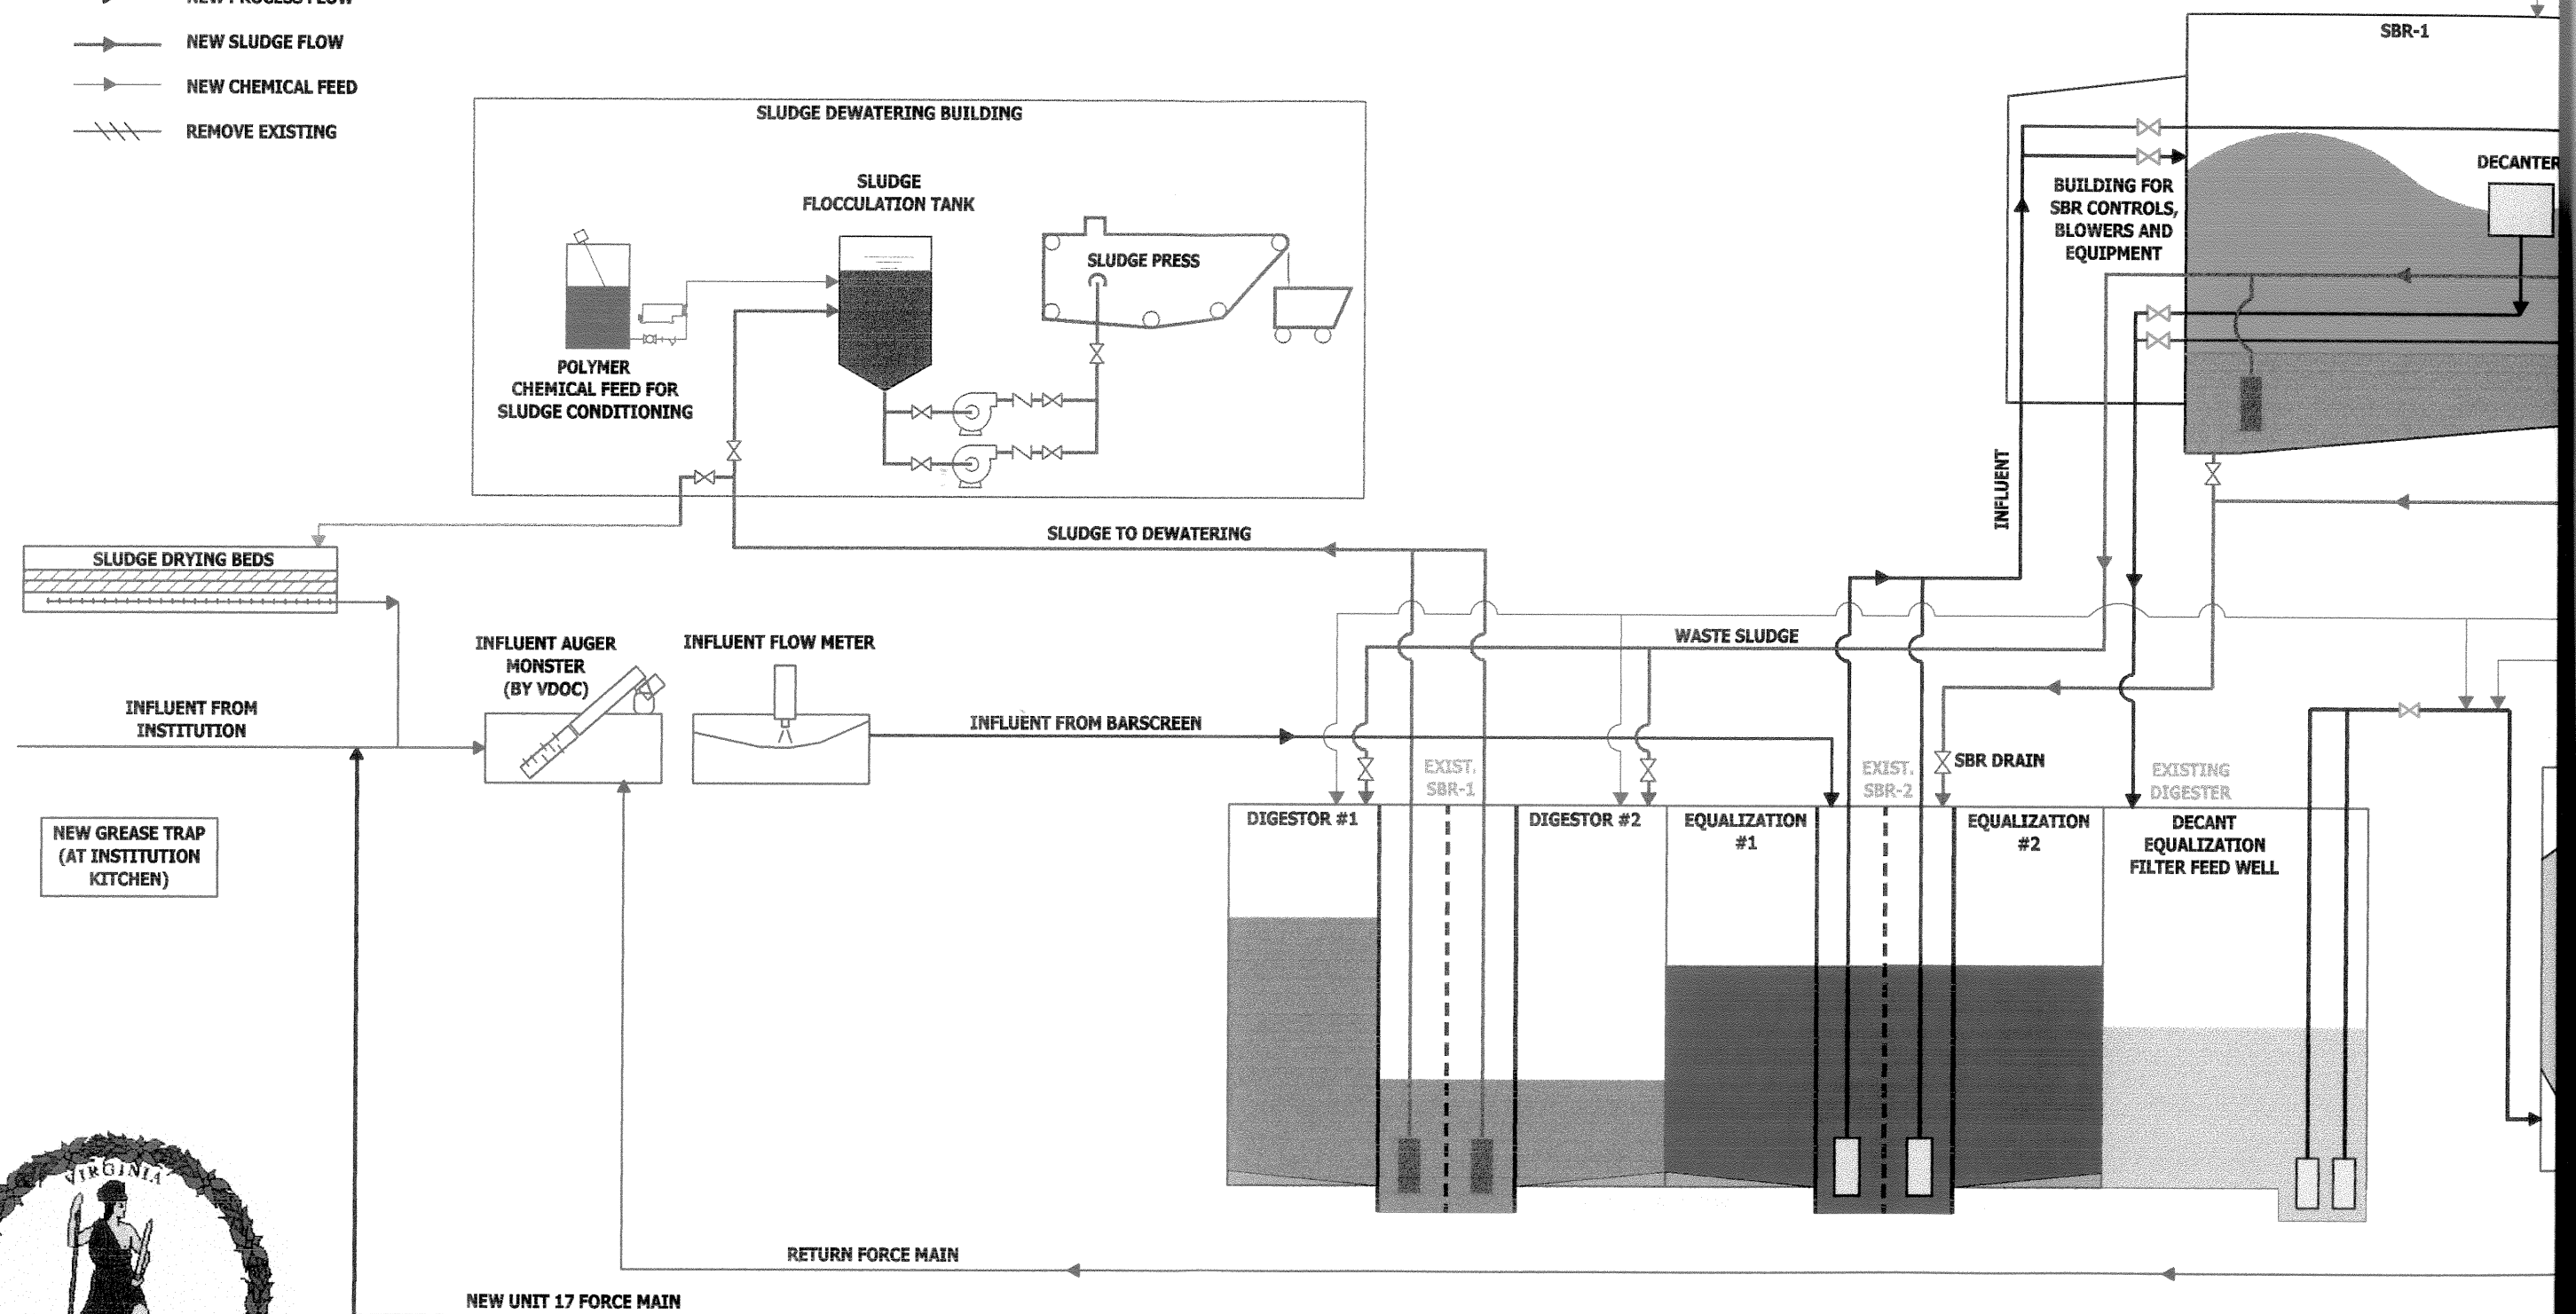 NEW PROCESS FLOW
NEW SLUDGE FLOW
NEW CHEMICAL FEED
REMOVE EXISTING
SLUDGE DEWATERING BUILDING
SLUDGE
FLOCCULATION TANK
SLUDGE PRESS
POLYMER
CHEMICAL FEED FOR
SLUDGE CONDITIONING
SBR-1
DECANTER
BUILDING FOR
SBR CONTROLS,
BLOWERS AND
EQUIPMENT
INFLUENT
SLUDGE TO DEWATERING
SLUDGE DRYING BEDS
INFLUENT AUGER
MONSTER
(BY VDOC)
INFLUENT FLOW METER
WASTE SLUDGE
INFLUENT FROM
INSTITUTION
INFLUENT FROM BARSCREEN
EXIST.
SBR-1
EXIST.
SBR-2
SBR DRAIN
EXISTING
DIGESTER
NEW GREASE TRAP
(AT INSTITUTION
KITCHEN)
DIGESTOR #1
DIGESTOR #2
EQUALIZATION
#1
EQUALIZATION
#2
DECANT
EQUALIZATION
FILTER FEED WELL
VIRGINIA
RETURN FORCE MAIN
NEW UNIT 17 FORCE MAIN